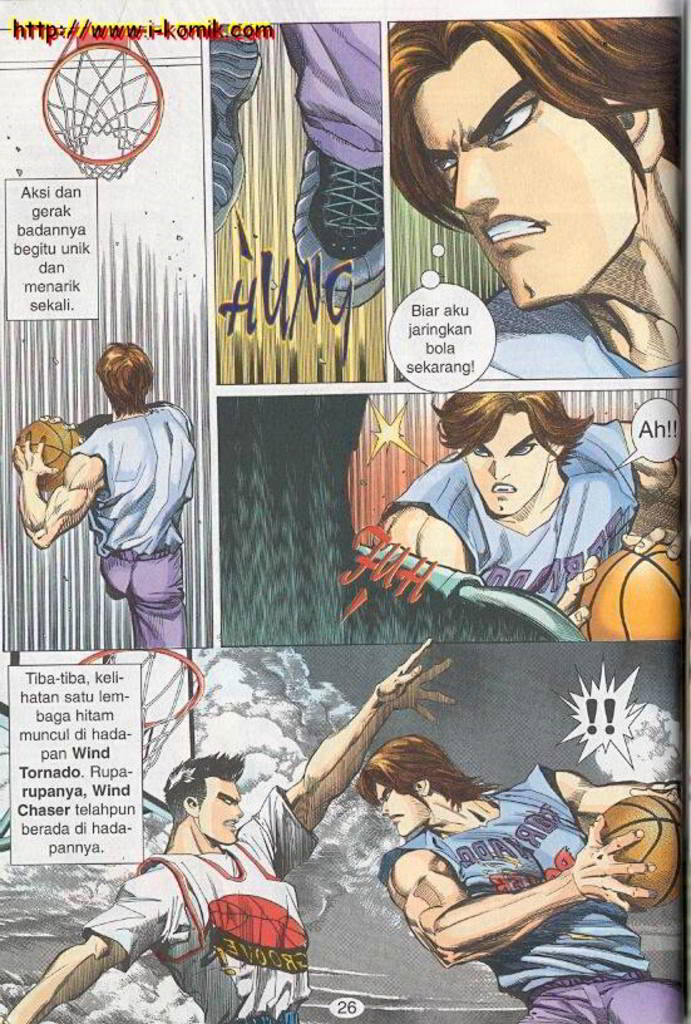 http://www.i-komik.com
Aksi dan
gerak
badannya
begitu unik
dan
menarik
sekali.
HUNG
Biar aku
jaringkan
bola
sekarang!
Ah!!
FUH!
Tiba-tiba, keli-
hatan satu lem-
baga hitam
muncul di hada-
pan Wind
Tornado. Rupa-
rupanya, Wind
Chaser telahpun
berada di hada-
pannya.
!!
GROOVE
26